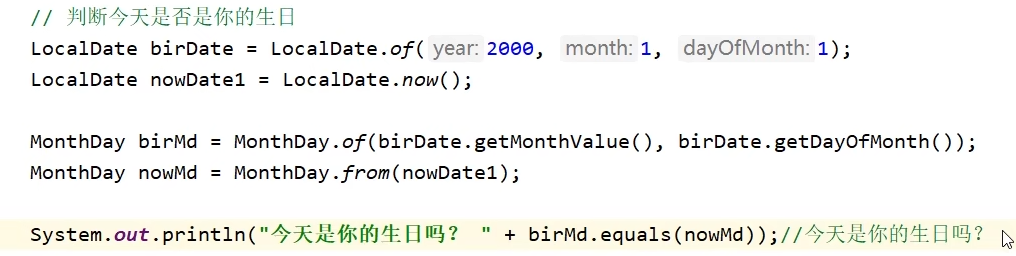 // 判断今天是否是你的生日
LocalDate birDate = LocalDate.of( year: 2000, month: 1, dayOfMonth: 1);
LocalDate nowDate1 = LocalDate.now();
MonthDay birMd = MonthDay.of(birDate.getMonthValue(), birDate.getDayOfMonth());
MonthDay nowMd = MonthDay.from(nowDate1);
System.out.println("今天是你的生日吗? " + birMd.equals(nowMd));//今天是你的生日吗?